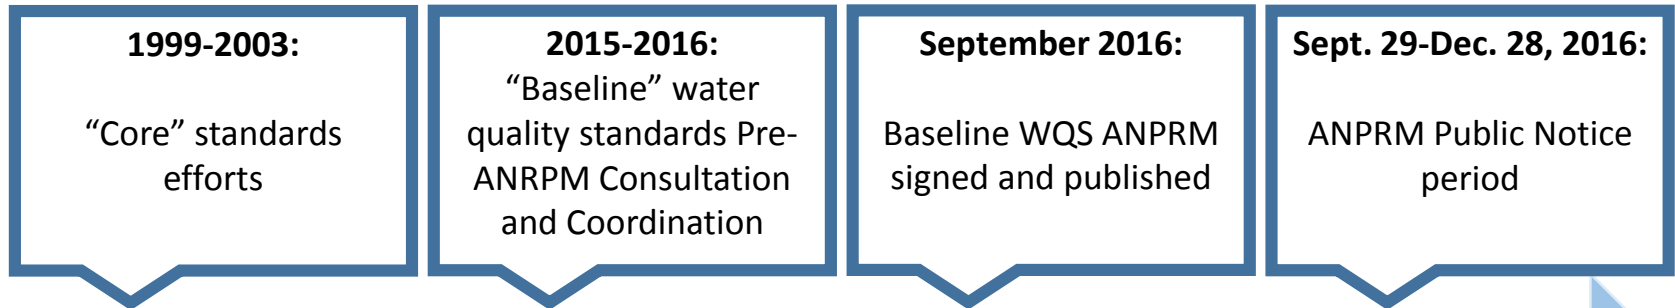 1999-2003:
“Core” standards
efforts
2015-2016:
“Baseline” water
quality standards Pre-
ANRPM Consultation
and Coordination
September 2016:
Baseline WQS ANPRM
signed and published
Sept. 29-Dec. 28, 2016:
ANPRM Public Notice
period